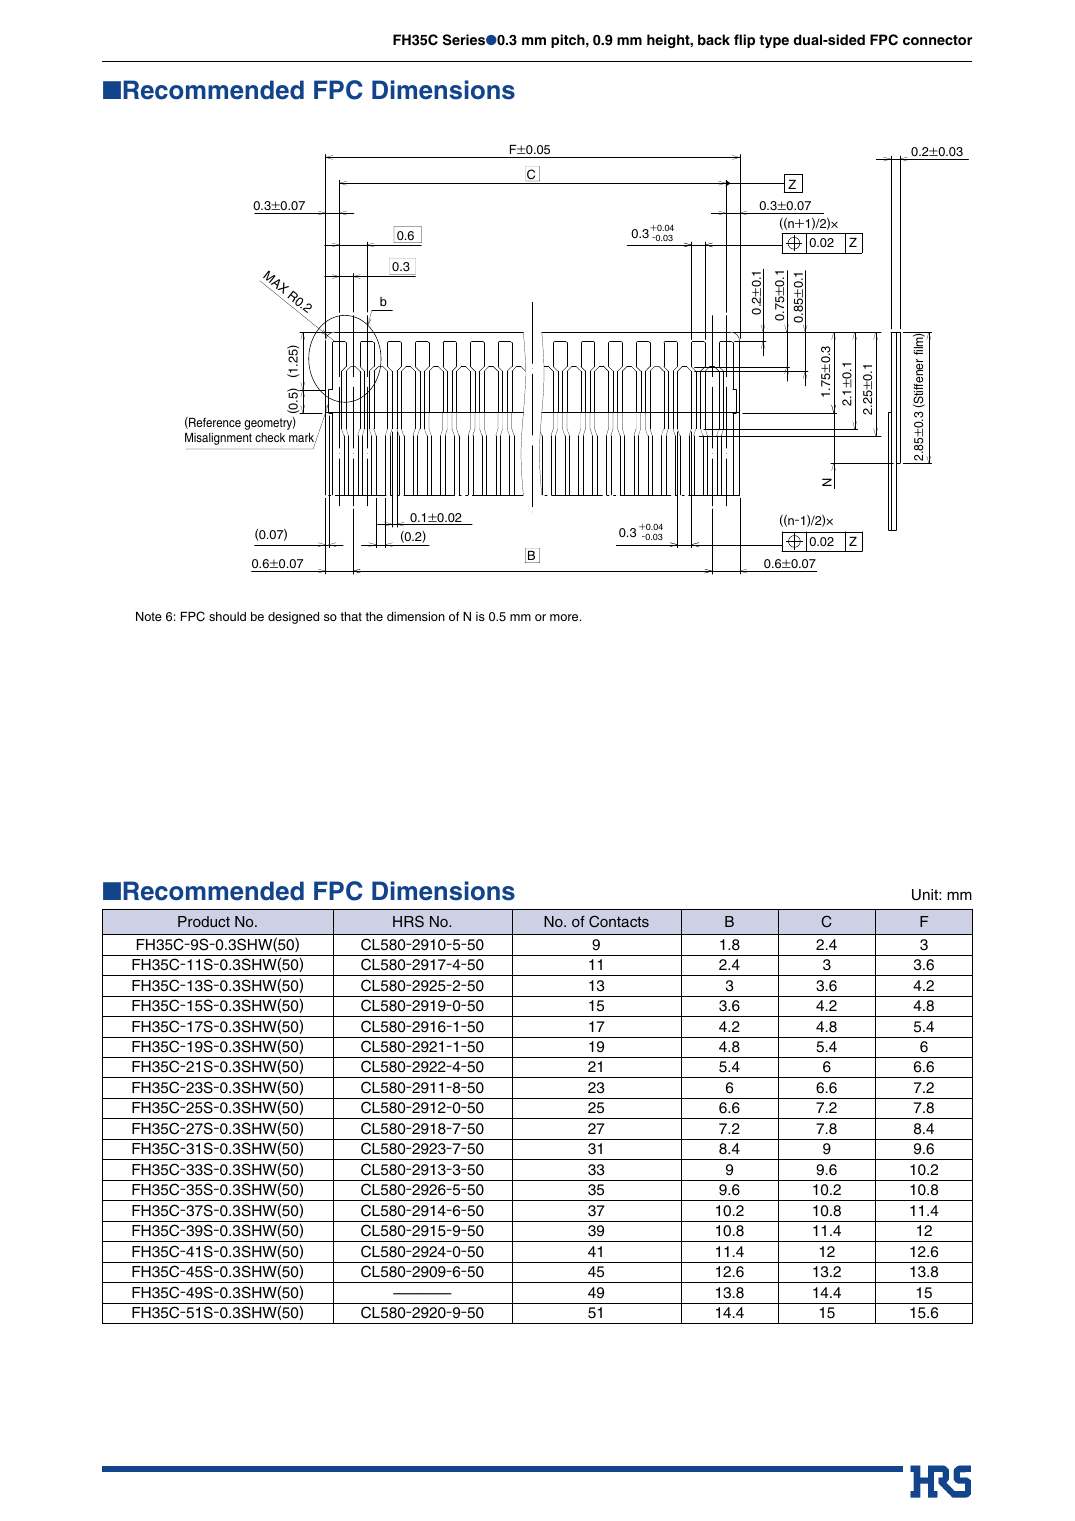 FH35C Series●0.3 mm pitch, 0.9 mm height, back flip type dual-sided FPC connector
■Recommended FPC Dimensions
F±0.05
0.2±0.03
C
Z
0.3±0.07
0.3±0.07
((n+1)/2)×
0.6
0.3 +0.04 -0.03
0.02 Z
0.3
MAX R0.2
b
0.2±0.1
0.75±0.1
0.85±0.1
(1.25)
(0.5)
1.75±0.3
2.1±0.1
2.25±0.1
2.85±0.3 (Stiffener film)
(Reference geometry)
Misalignment check mark
N
0.1±0.02
(0.07)
(0.2)
0.3 +0.04 -0.03
((n-1)/2)×
0.02 Z
B
0.6±0.07
0.6±0.07
Note 6: FPC should be designed so that the dimension of N is 0.5 mm or more.
■Recommended FPC Dimensions
Unit: mm
Product No. HRS No. No. of Contacts B C F
FH35C-9S-0.3SHW(50) CL580-2910-5-50 9 1.8 2.4 3
FH35C-11S-0.3SHW(50) CL580-2917-4-50 11 2.4 3 3.6
FH35C-13S-0.3SHW(50) CL580-2925-2-50 13 3 3.6 4.2
FH35C-15S-0.3SHW(50) CL580-2919-0-50 15 3.6 4.2 4.8
FH35C-17S-0.3SHW(50) CL580-2916-1-50 17 4.2 4.8 5.4
FH35C-19S-0.3SHW(50) CL580-2921-1-50 19 4.8 5.4 6
FH35C-21S-0.3SHW(50) CL580-2922-4-50 21 5.4 6 6.6
FH35C-23S-0.3SHW(50) CL580-2911-8-50 23 6 6.6 7.2
FH35C-25S-0.3SHW(50) CL580-2912-0-50 25 6.6 7.2 7.8
FH35C-27S-0.3SHW(50) CL580-2918-7-50 27 7.2 7.8 8.4
FH35C-31S-0.3SHW(50) CL580-2923-7-50 31 8.4 9 9.6
FH35C-33S-0.3SHW(50) CL580-2913-3-50 33 9 9.6 10.2
FH35C-35S-0.3SHW(50) CL580-2926-5-50 35 9.6 10.2 10.8
FH35C-37S-0.3SHW(50) CL580-2914-6-50 37 10.2 10.8 11.4
FH35C-39S-0.3SHW(50) CL580-2915-9-50 39 10.8 11.4 12
FH35C-41S-0.3SHW(50) CL580-2924-0-50 41 11.4 12 12.6
FH35C-45S-0.3SHW(50) CL580-2909-6-50 45 12.6 13.2 13.8
FH35C-49S-0.3SHW(50) ———— 49 13.8 14.4 15
FH35C-51S-0.3SHW(50) CL580-2920-9-50 51 14.4 15 15.6
HRS